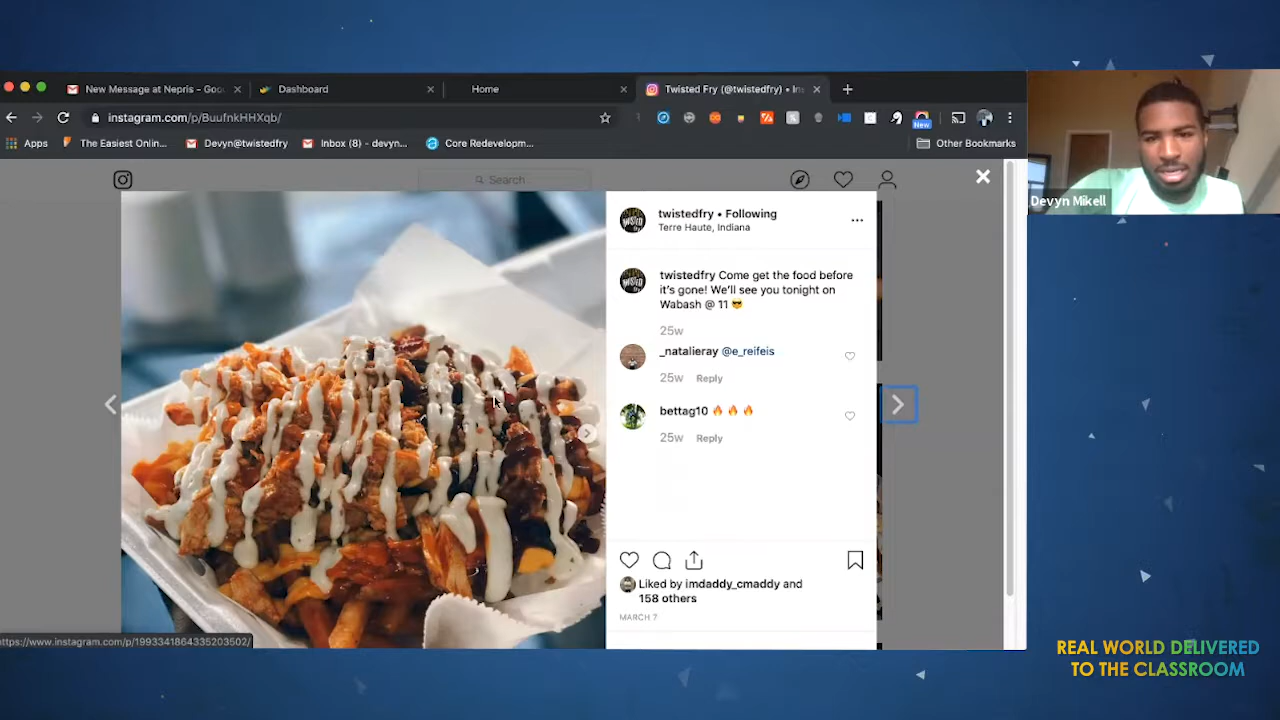 New Message at Nepris - Goo
Dashboard
Home
Twisted Fry (@twistedfry) • Ins
instagram.com/p/BuufnkHHXqb/
New
Apps
The Easiest Onlin...
Devyn@twistedfry
Inbox (8) - devyn...
Core Redevelopm...
Other Bookmarks
Search
Devyn Mikell
twistedfry • Following
Terre Haute, Indiana
twistedfry Come get the food before
it's gone! We'll see you tonight on
Wabash @ 11 😎
25w
_natalieray @e_reifeis
25w Reply
bettag10 🔥 🔥 🔥
25w Reply
Liked by imdaddy_cmaddy and
158 others
MARCH 7
https://www.instagram.com/p/1993341864335203502/
REAL WORLD DELIVERED
TO THE CLASSROOM